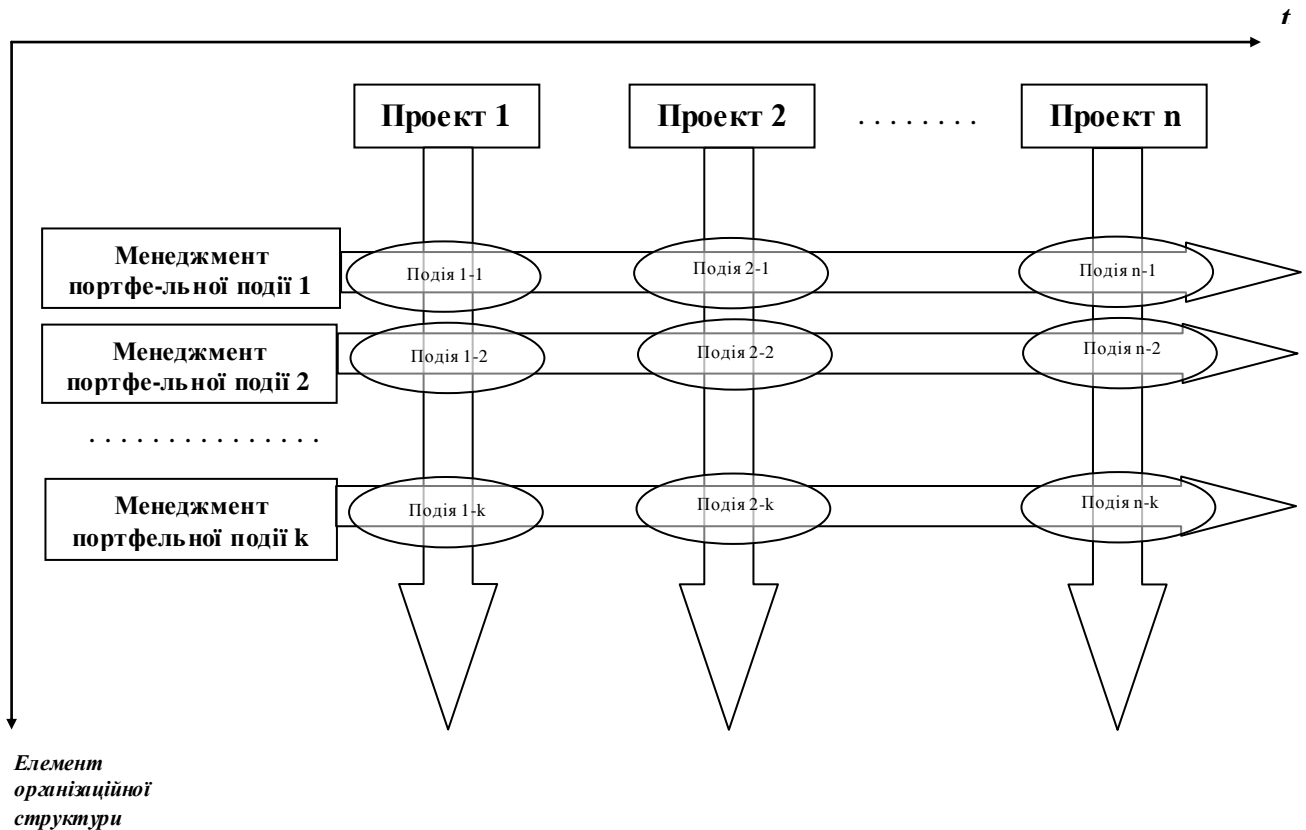 t
Проект 1
Проект 2
. . . . . . . .
Проект n
Менеджмент
портфе-льної події 1
Подія 1-1
Подія 2-1
Подія n-1
Менеджмент
портфе-льної події 2
Подія 1-2
Подія 2-2
Подія n-2
. . . . . . . . . . . . . . .
Менеджмент
портфельної події k
Подія 1-k
Подія 2-k
Подія n-k
Елемент
організаційної
структури